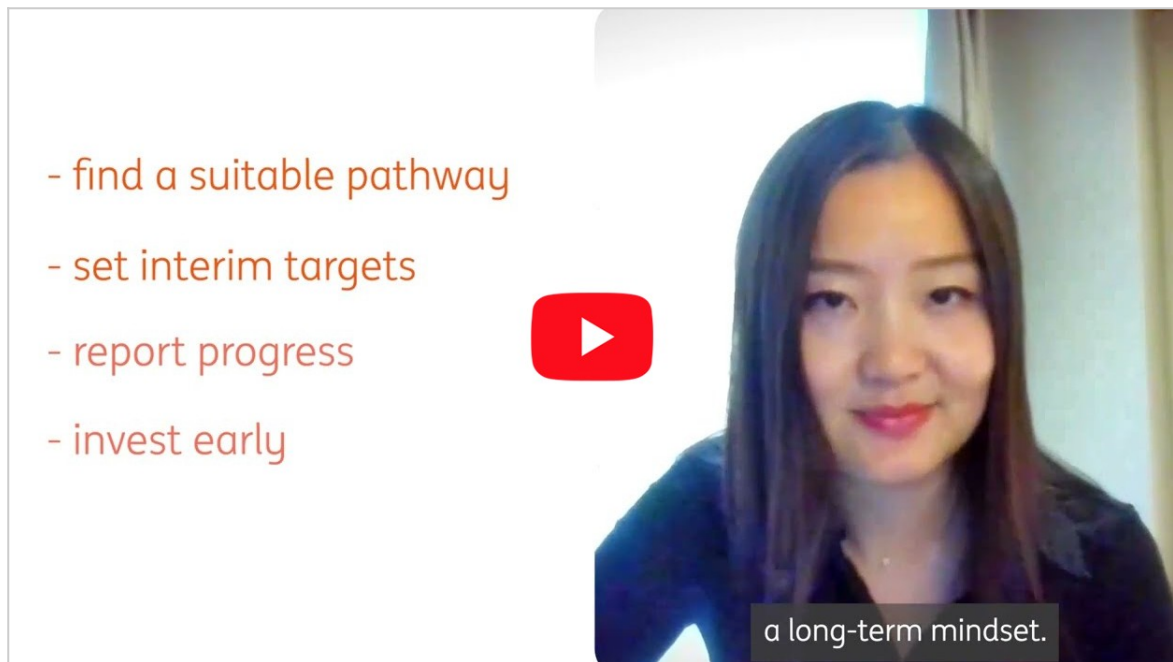 - find a suitable pathway
- set interim targets
- report progress
- invest early
a long-term mindset.